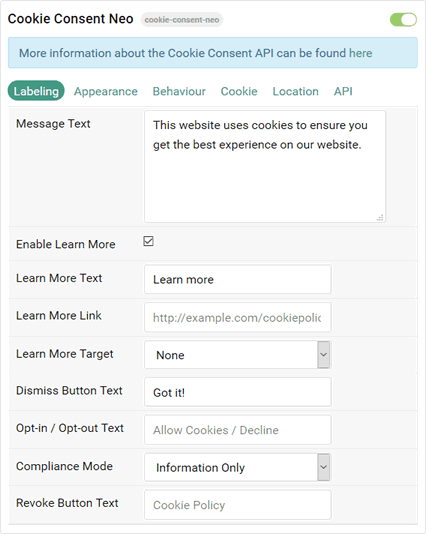 Cookie Consent Neo cookie-consent-neo
More information about the Cookie Consent API can be found here
Labeling Appearance Behaviour Cookie Location API
Message Text
This website uses cookies to ensure you
get the best experience on our website.
Enable Learn More
Learn More Text Learn more
Learn More Link http://example.com/cookiepolic
Learn More Target None
Dismiss Button Text Got it!
Opt-in / Opt-out Text Allow Cookies / Decline
Compliance Mode Information Only
Revoke Button Text Cookie Policy